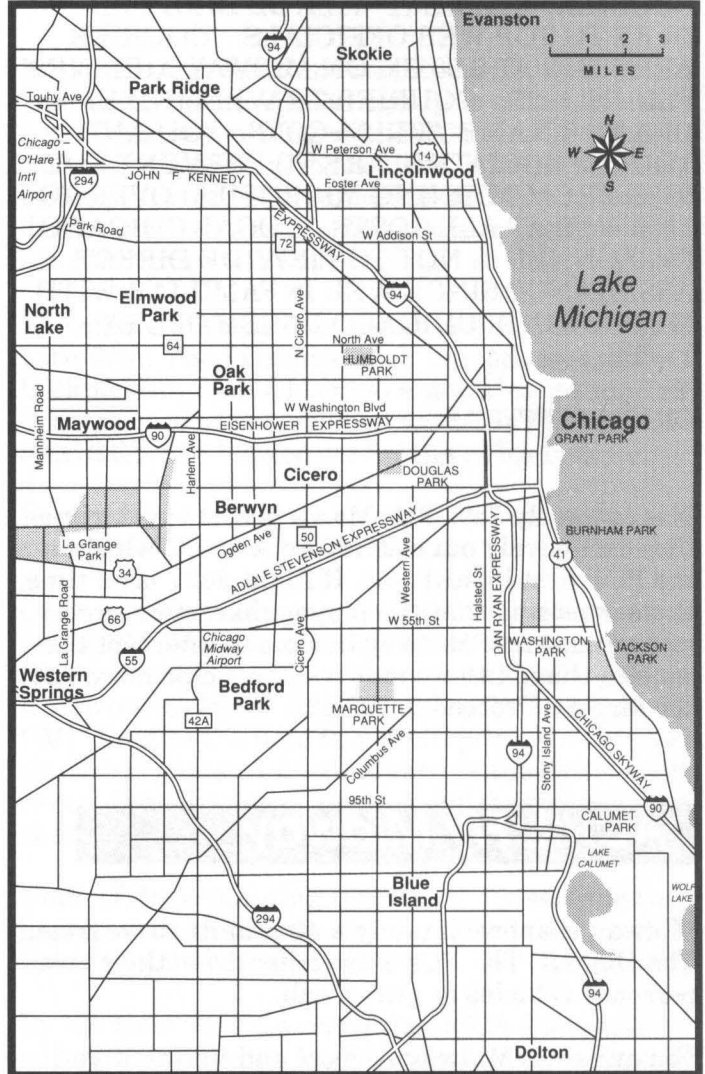 Evanston
94
Skokie
0 1 2 3
MILES
Park Ridge
Touhy Ave
N
W E
S
W Peterson Ave
14
Chicago –
O'Hare
Int'l
Airport
Lincolnwood
294
JOHN F KENNEDY
EXPRESSWAY
Foster Ave
Park Road
72
W Addison St
Lake
Michigan
North
Lake
Elmwood
Park
94
N Cicero Ave
64
North Ave
HUMBOLDT
PARK
Oak
Park
Mannheim Road
W Washington Blvd
Maywood
90
EISENHOWER EXPRESSWAY
Chicago
GRANT PARK
Harlem Ave
Cicero
DOUGLAS
PARK
Berwyn
Ogden Ave
50
ADLAI E STEVENSON EXPRESSWAY
BURNHAM PARK
41
La Grange
Park
34
Western Ave
Halsted St
DAN RYAN EXPRESSWAY
66
La Grange Road
W 55th St
55
Chicago
Midway
Airport
Cicero Ave
WASHINGTON
PARK
JACKSON
PARK
Western
Springs
Bedford
Park
MARQUETTE
PARK
42A
Columbus Ave
94
Stony Island Ave
CHICAGO SKYWAY
95th St
90
CALUMET
PARK
LAKE
CALUMET
Blue
Island
WOLF
LAKE
294
94
Dolton